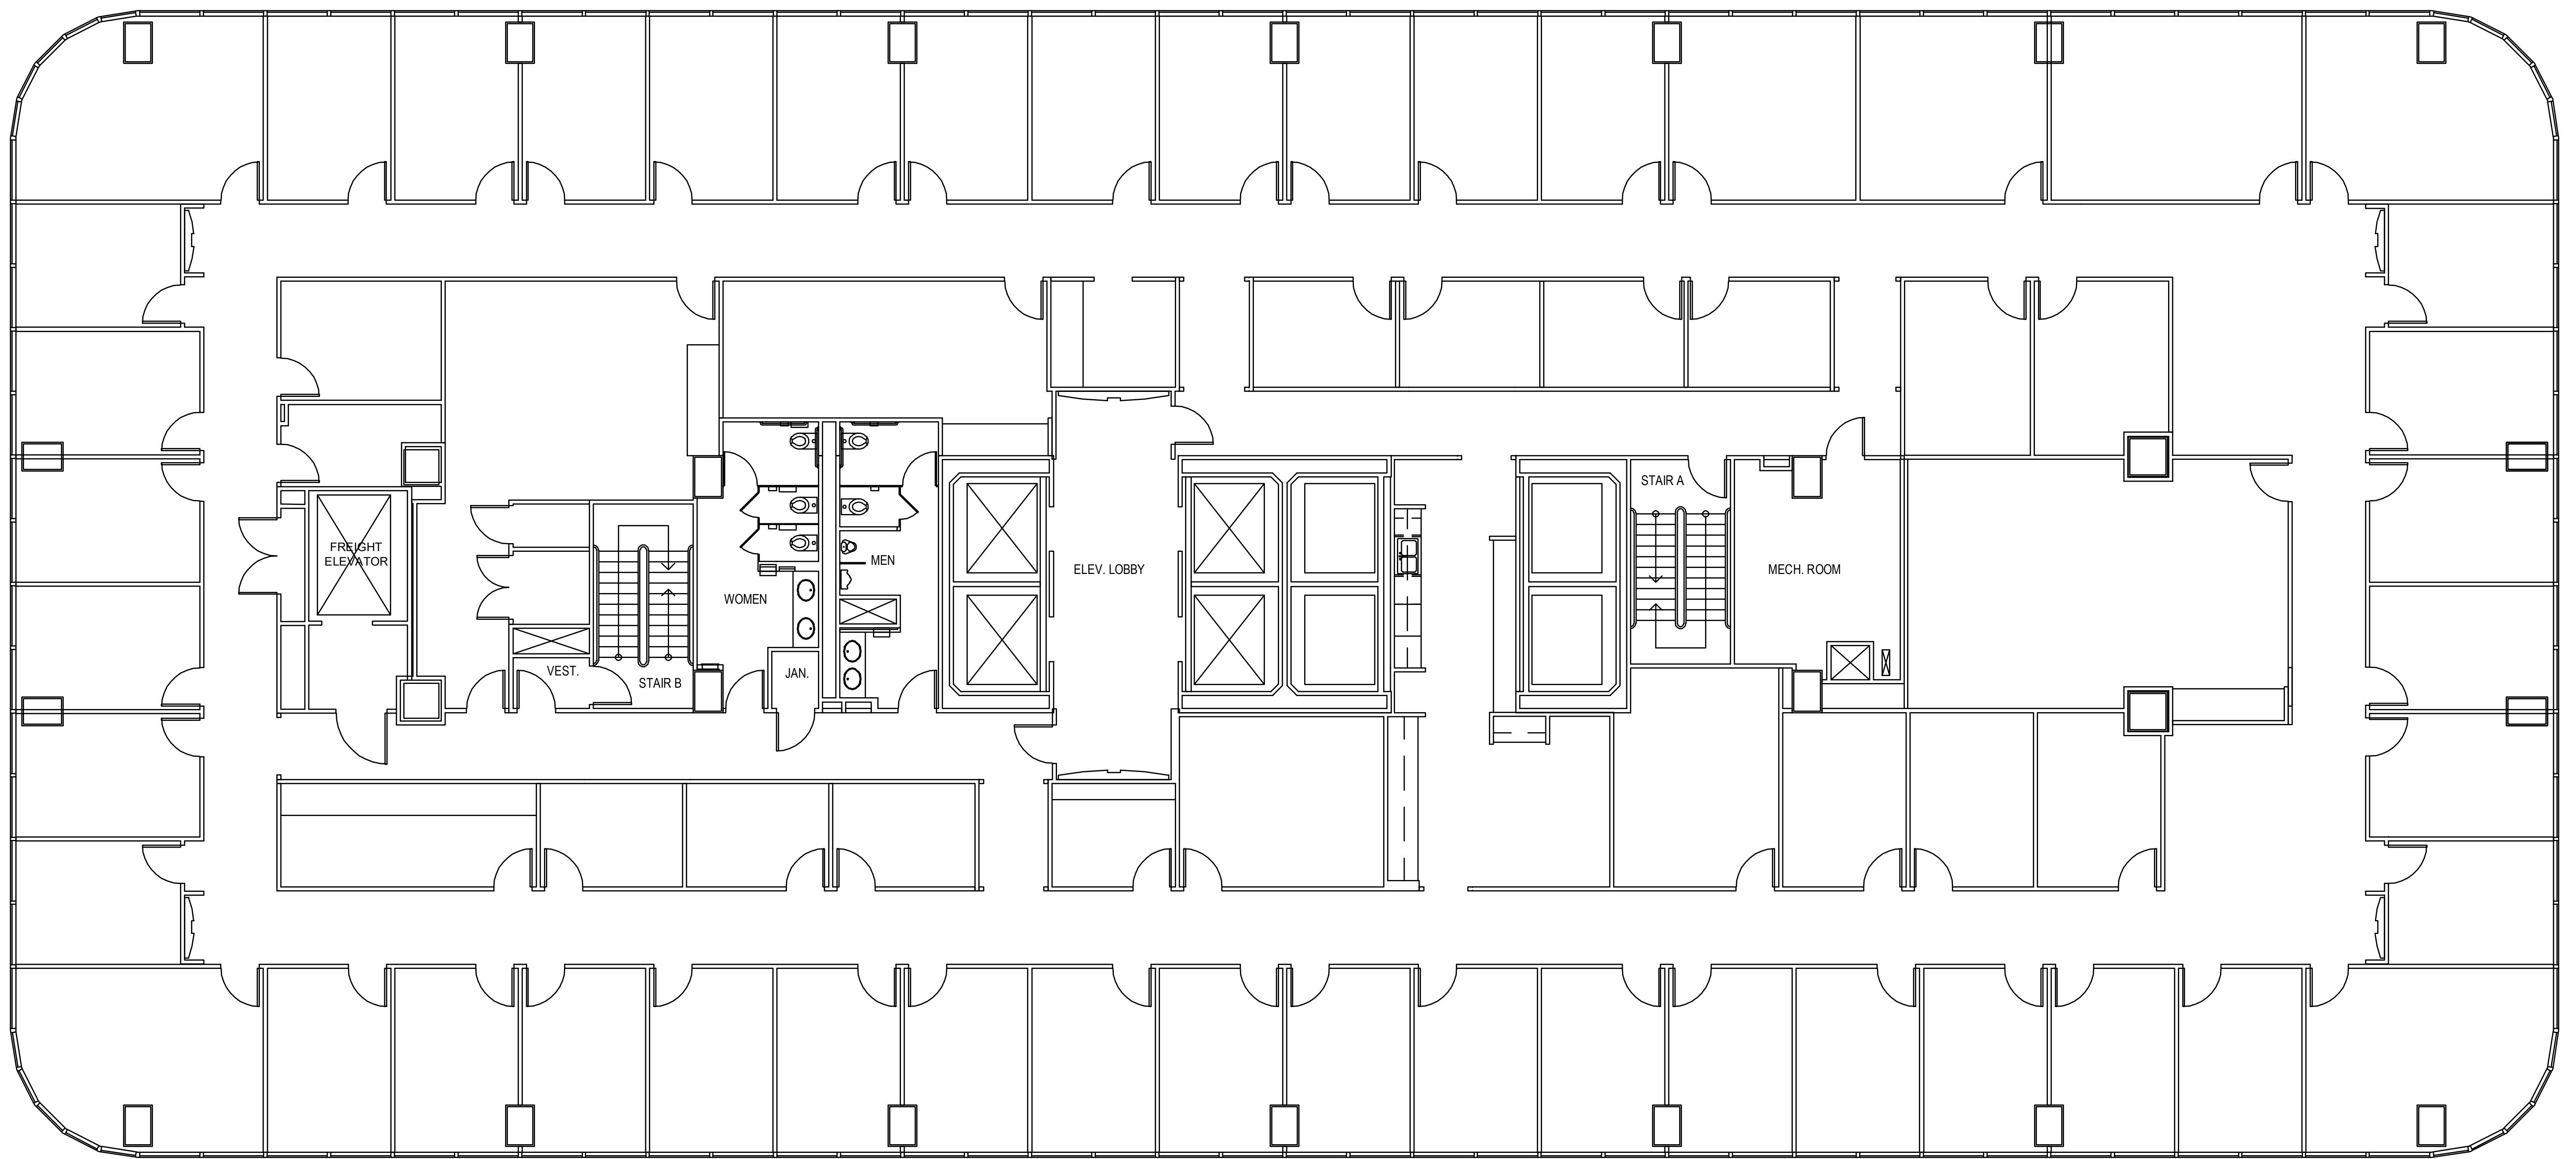 STAIR A
FREIGHT
ELEVATOR
MEN
ELEV. LOBBY
MECH. ROOM
WOMEN
VEST.
JAN.
STAIR B